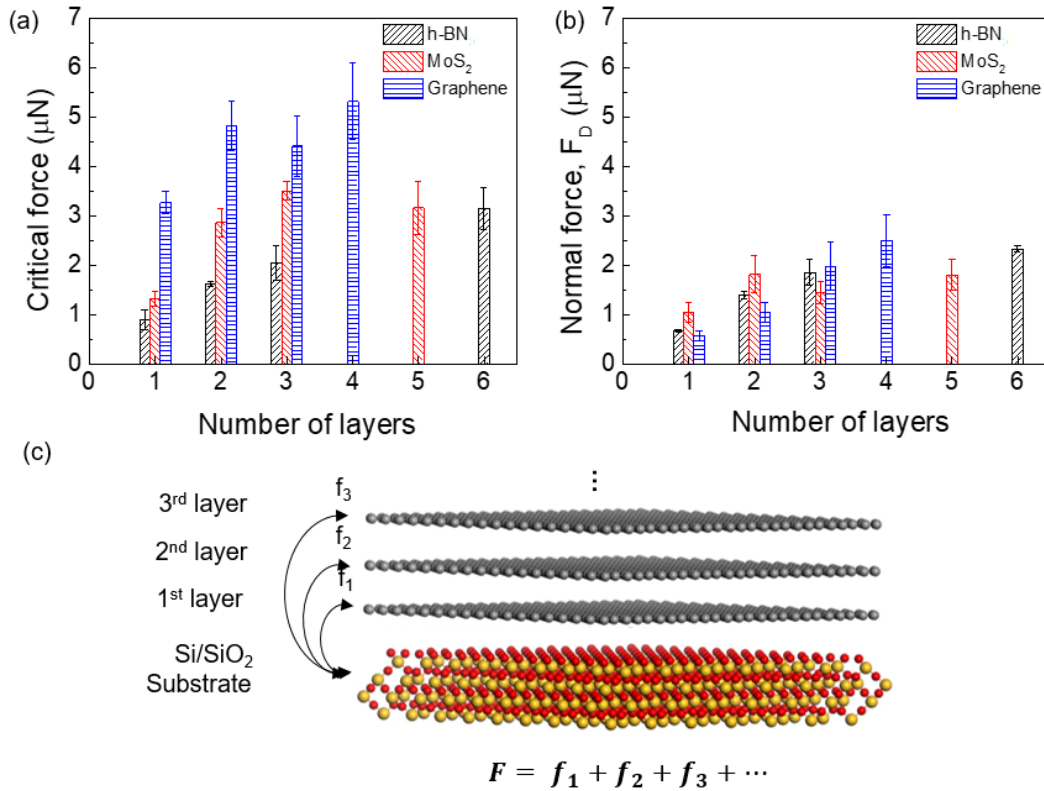 (a)
7
6
5
4
3
2
1
0
Critical force (μN)
h-BN
MoS₂
Graphene
0 1 2 3 4 5 6
Number of layers
(b)
7
6
5
4
3
2
1
0
Normal force, F_D (μN)
h-BN
MoS₂
Graphene
0 1 2 3 4 5 6
Number of layers
(c)
⋮
3rd layer f3
2nd layer f2
1st layer f1
Si/SiO₂
Substrate
F = f₁ + f₂ + f₃ + ⋯